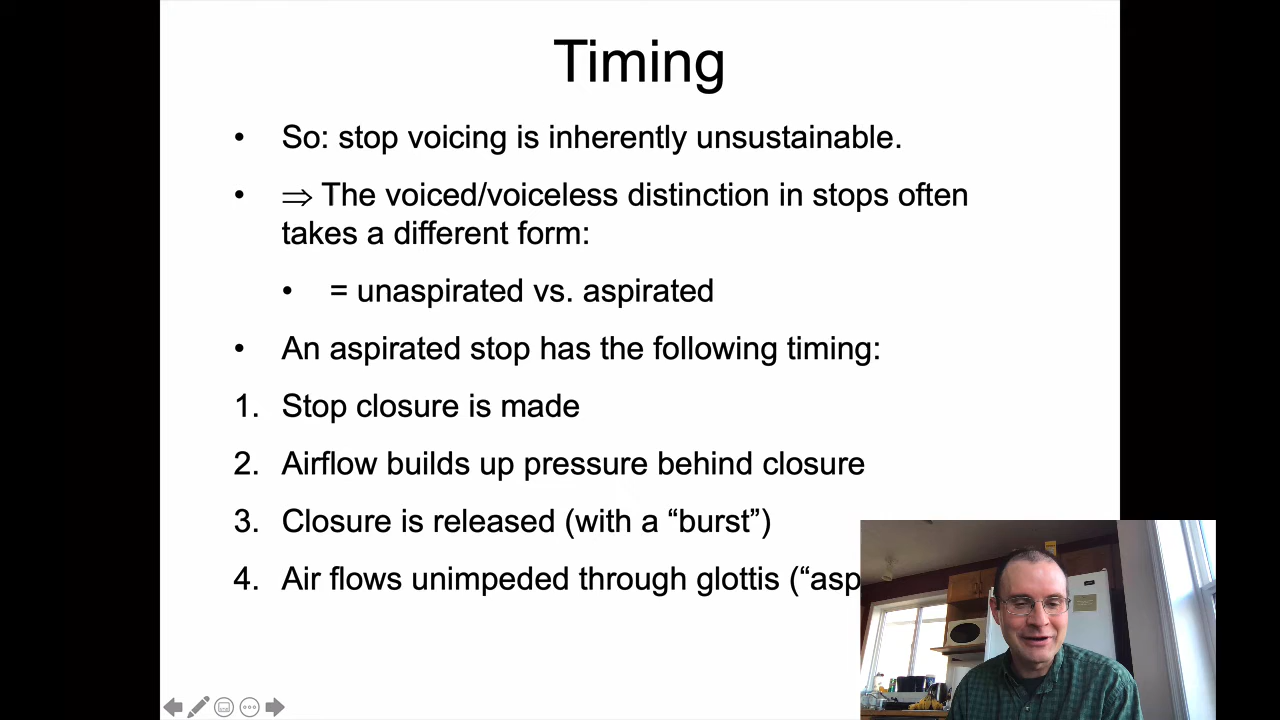 Timing
• So: stop voicing is inherently unsustainable.
• ⇒ The voiced/voiceless distinction in stops often
takes a different form:
• = unaspirated vs. aspirated
• An aspirated stop has the following timing:
1. Stop closure is made
2. Airflow builds up pressure behind closure
3. Closure is released (with a “burst”)
4. Air flows unimpeded through glottis (“asp